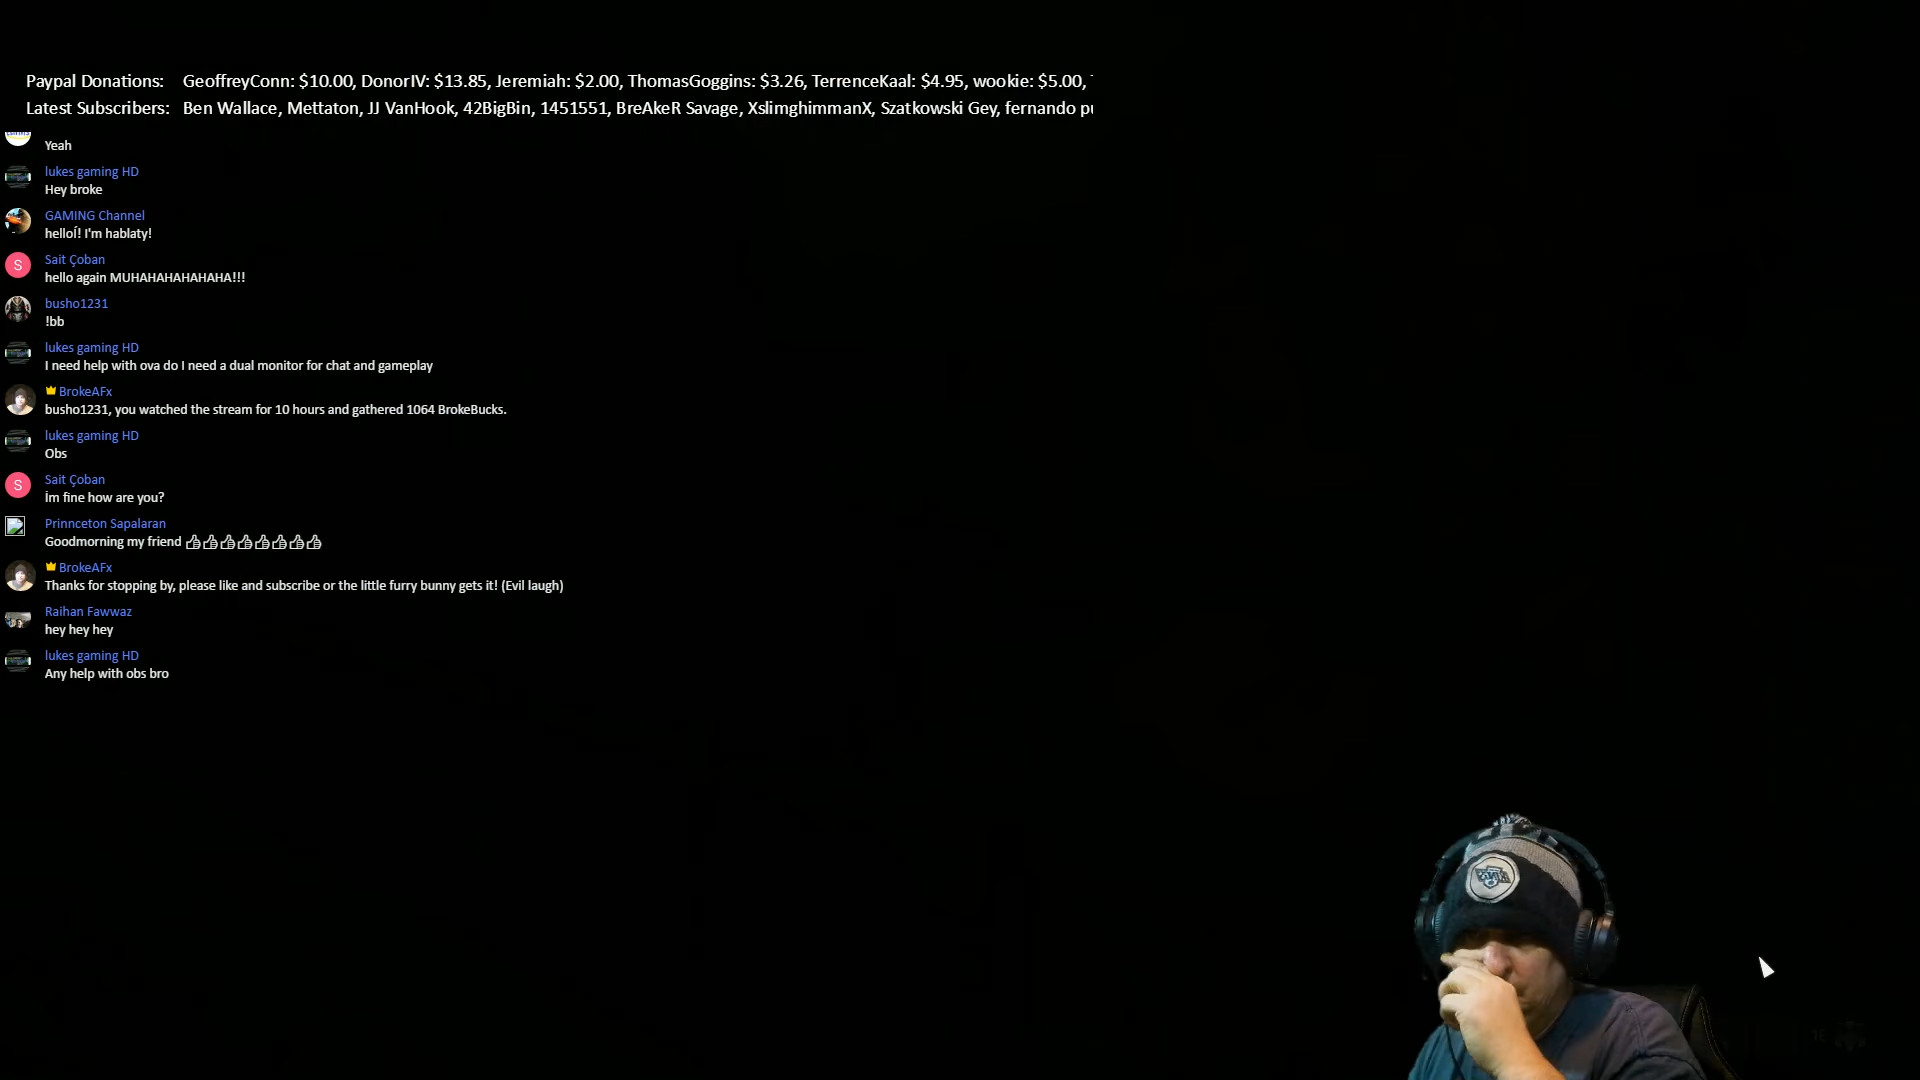 Paypal Donations: GeoffreyConn: $10.00, DonorIV: $13.85, Jeremiah: $2.00, ThomasGoggins: $3.26, TerrenceKaal: $4.95, wookie: $5.00,
Latest Subscribers: Ben Wallace, Mettaton, JJ VanHook, 42BigBin, 1451551, BreAkeR Savage, XslimghimmanX, Szatkowski Gey, fernando
Yeah
lukes gaming HD
Hey broke
GAMING Channel
helloÍ! I'm hablaty!
S
Sait Çoban
hello again MUHAHAHAHAHAHA!!!
busho1231
!bb
lukes gaming HD
I need help with ova do I need a dual monitor for chat and gameplay
BrokeAFx
busho1231, you watched the stream for 10 hours and gathered 1064 BrokeBucks.
lukes gaming HD
Obs
S
Sait Çoban
İm fine how are you?
Prinnceton Sapalaran
Goodmorning my friend 👍👍👍👍👍👍👍👍
BrokeAFx
Thanks for stopping by, please like and subscribe or the little furry bunny gets it! (Evil laugh)
Raihan Fawwaz
hey hey hey
lukes gaming HD
Any help with obs bro